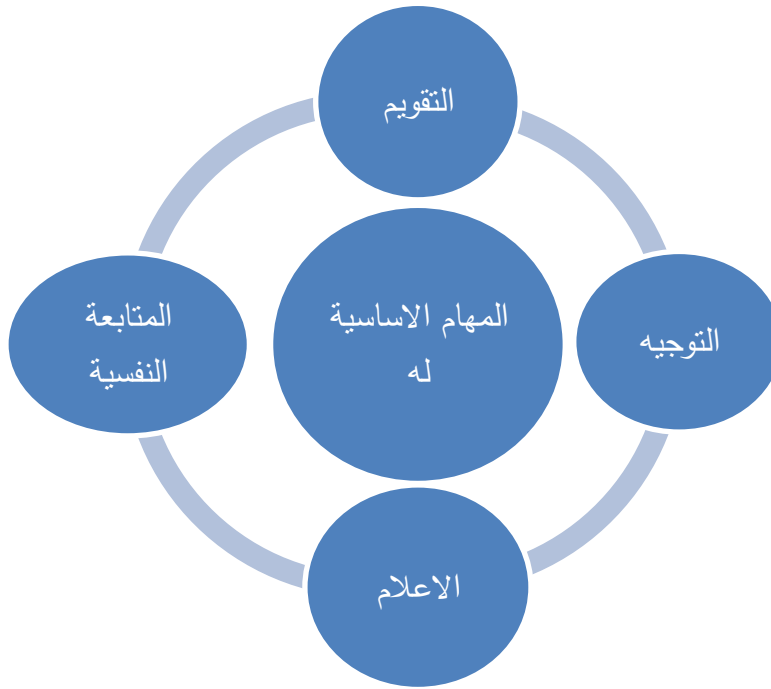 التقويم
المهام الاساسية
له
التوجيه
الاعلام
المتابعة
النفسية